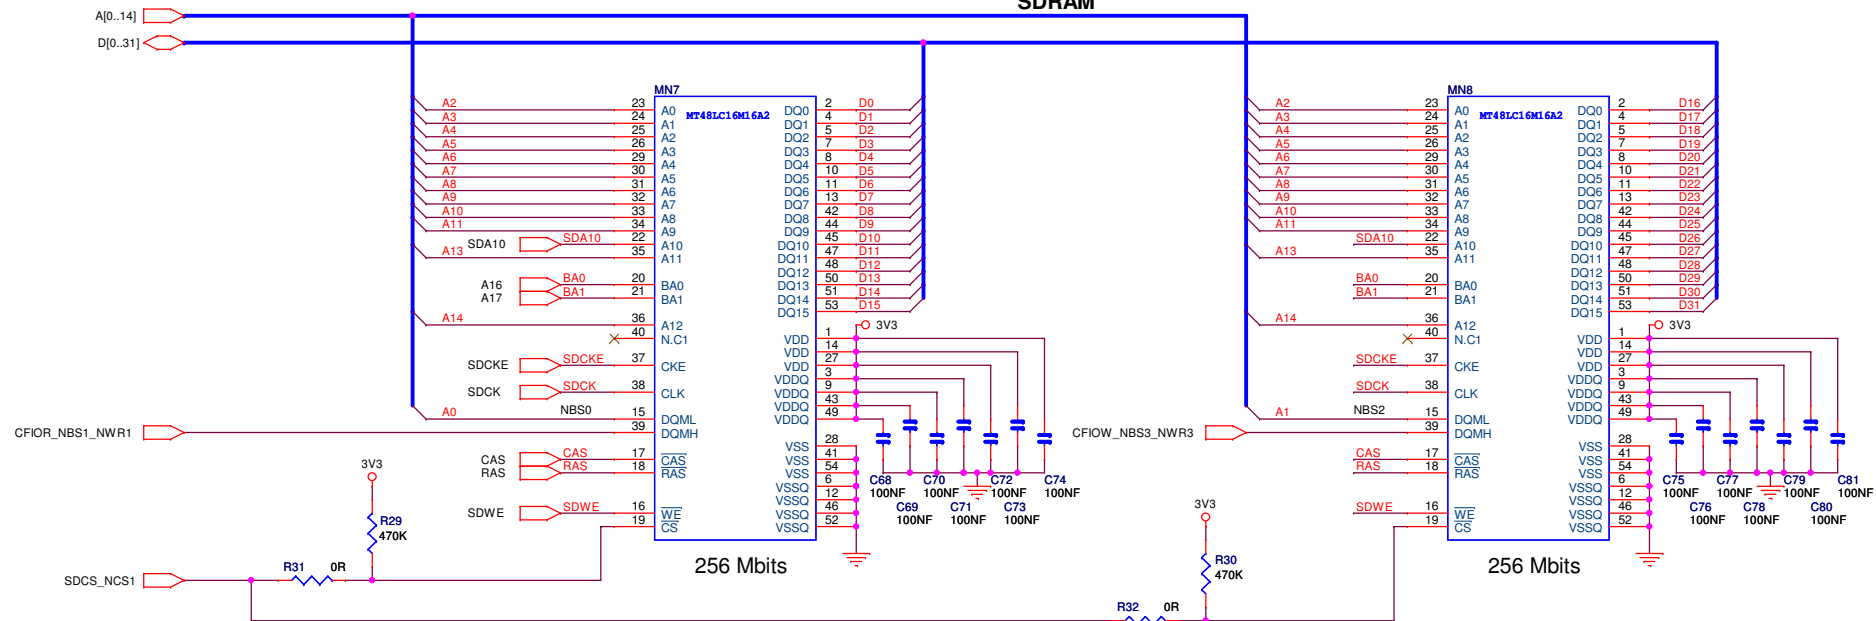 SDRAM
A[0..14]
D[0..31]
MN7
MT48LC16M16A2
A2 23 A0 DQ0 2 D0
A3 24 A1 DQ1 4 D1
A4 25 A2 DQ2 5 D2
A5 26 A3 DQ3 7 D3
A6 29 A4 DQ4 8 D4
A7 30 A5 DQ5 10 D5
A8 31 A6 DQ6 11 D6
A9 32 A7 DQ7 13 D7
A10 33 A8 DQ8 42 D8
A11 34 A9 DQ9 44 D9
SDA10 SDA10 22 A10 DQ10 45 D10
A13 35 A11 DQ11 47 D11
DQ12 48 D12
A16 BA0 20 BA0 DQ13 50 D13
A17 BA1 21 BA1 DQ14 51 D14
DQ15 53 D15
A14 36 A12 3V3
40 N.C1 VDD 1
VDD 14
SDCKE SDCKE 37 CKE VDD 27
VDDQ 3
SDCK SDCK 38 CLK VDDQ 9
VDDQ 43
A0 NBS0 15 DQML VDDQ 49
CFIOR_NBS1_NWR1 39 DQMH
VSS 28
CAS CAS 17 CAS VSS 41
RAS RAS 18 RAS VSS 54
VSSQ 6
VSSQ 12
SDWE SDWE 16 WE VSSQ 46
19 CS VSSQ 52
C68 C70 C72 C74
100NF 100NF 100NF 100NF
C69 C71 C73
100NF 100NF 100NF
256 Mbits
3V3
R29
470K
SDCS_NCS1
R31 0R
MN8
MT48LC16M16A2
A2 23 A0 DQ0 2 D16
A3 24 A1 DQ1 4 D17
A4 25 A2 DQ2 5 D18
A5 26 A3 DQ3 7 D19
A6 29 A4 DQ4 8 D20
A7 30 A5 DQ5 10 D21
A8 31 A6 DQ6 11 D22
A9 32 A7 DQ7 13 D23
A10 33 A8 DQ8 42 D24
A11 34 A9 DQ9 44 D25
SDA10 22 A10 DQ10 45 D26
A13 35 A11 DQ11 47 D27
DQ12 48 D28
BA0 20 BA0 DQ13 50 D29
BA1 21 BA1 DQ14 51 D30
DQ15 53 D31
A14 36 A12 3V3
40 N.C1 VDD 1
VDD 14
SDCKE 37 CKE VDD 27
VDDQ 3
SDCK 38 CLK VDDQ 9
VDDQ 43
A1 NBS2 15 DQML VDDQ 49
CFIOW_NBS3_NWR3 39 DQMH
VSS 28
CAS 17 CAS VSS 41
RAS 18 RAS VSS 54
VSSQ 6
VSSQ 12
SDWE 16 WE VSSQ 46
19 CS VSSQ 52
C75 C77 C79 C81
100NF 100NF 100NF 100NF
C76 C78 C80
100NF 100NF 100NF
256 Mbits
3V3
R30
470K
R32 0R